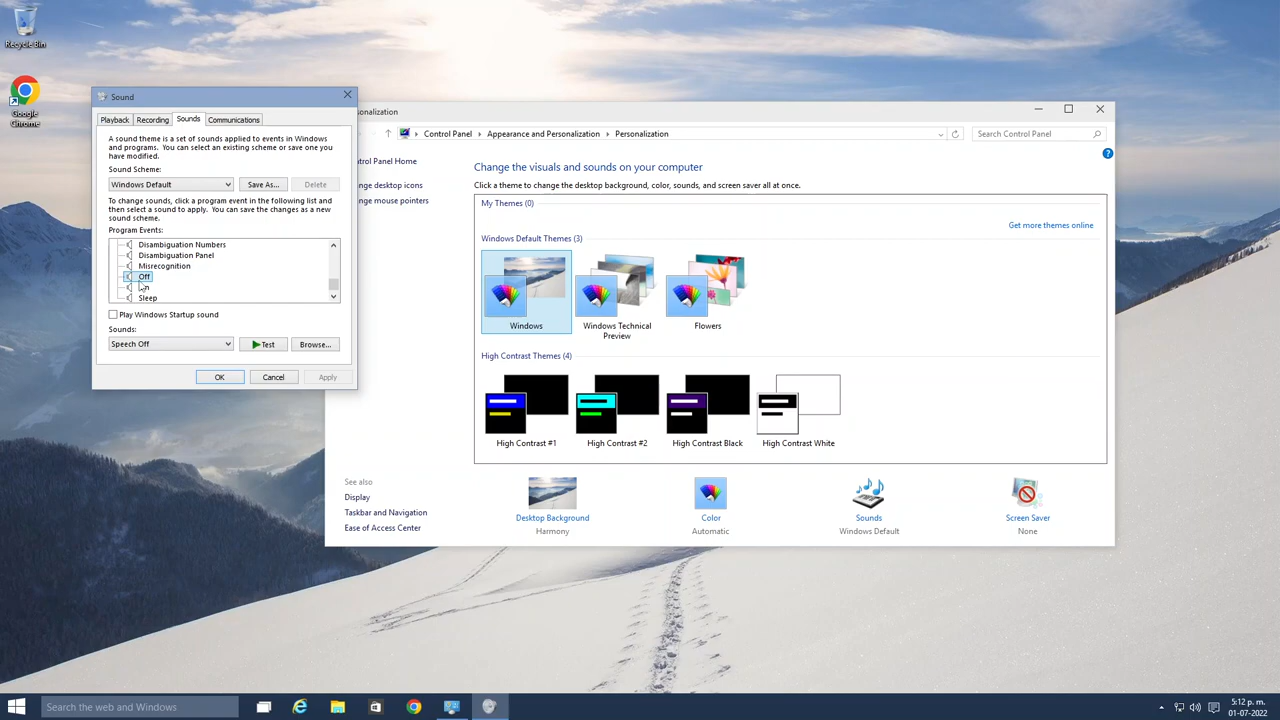 Recycle Bin
Google
Chrome
Sound
Playback
Recording
Sounds
Communications
A sound theme is a set of sounds applied to events in Windows
and programs. You can select an existing scheme or save one you
have modified.
Sound Scheme:
Windows Default
Save As...
Delete
To change sounds, click a program event in the following list and
then select a sound to apply. You can save the changes as a new
sound scheme.
Program Events:
Disambiguation Numbers
Disambiguation Panel
Misrecognition
Off
Sleep
Play Windows Startup sound
Sounds:
Speech Off
Test
Browse...
OK
Cancel
Apply
sonalization
Control Panel
Appearance and Personalization
Personalization
Search Control Panel
?
ntrol Panel Home
nge desktop icons
nge mouse pointers
Change the visuals and sounds on your computer
Click a theme to change the desktop background, color, sounds, and screen saver all at once.
My Themes (0)
Get more themes online
Windows Default Themes (3)
Windows
Windows Technical
Preview
Flowers
High Contrast Themes (4)
High Contrast #1
High Contrast #2
High Contrast Black
High Contrast White
See also
Display
Taskbar and Navigation
Ease of Access Center
Desktop Background
Harmony
Color
Automatic
Sounds
Windows Default
Screen Saver
None
Search the web and Windows
5:12 p. m.
01-07-2022